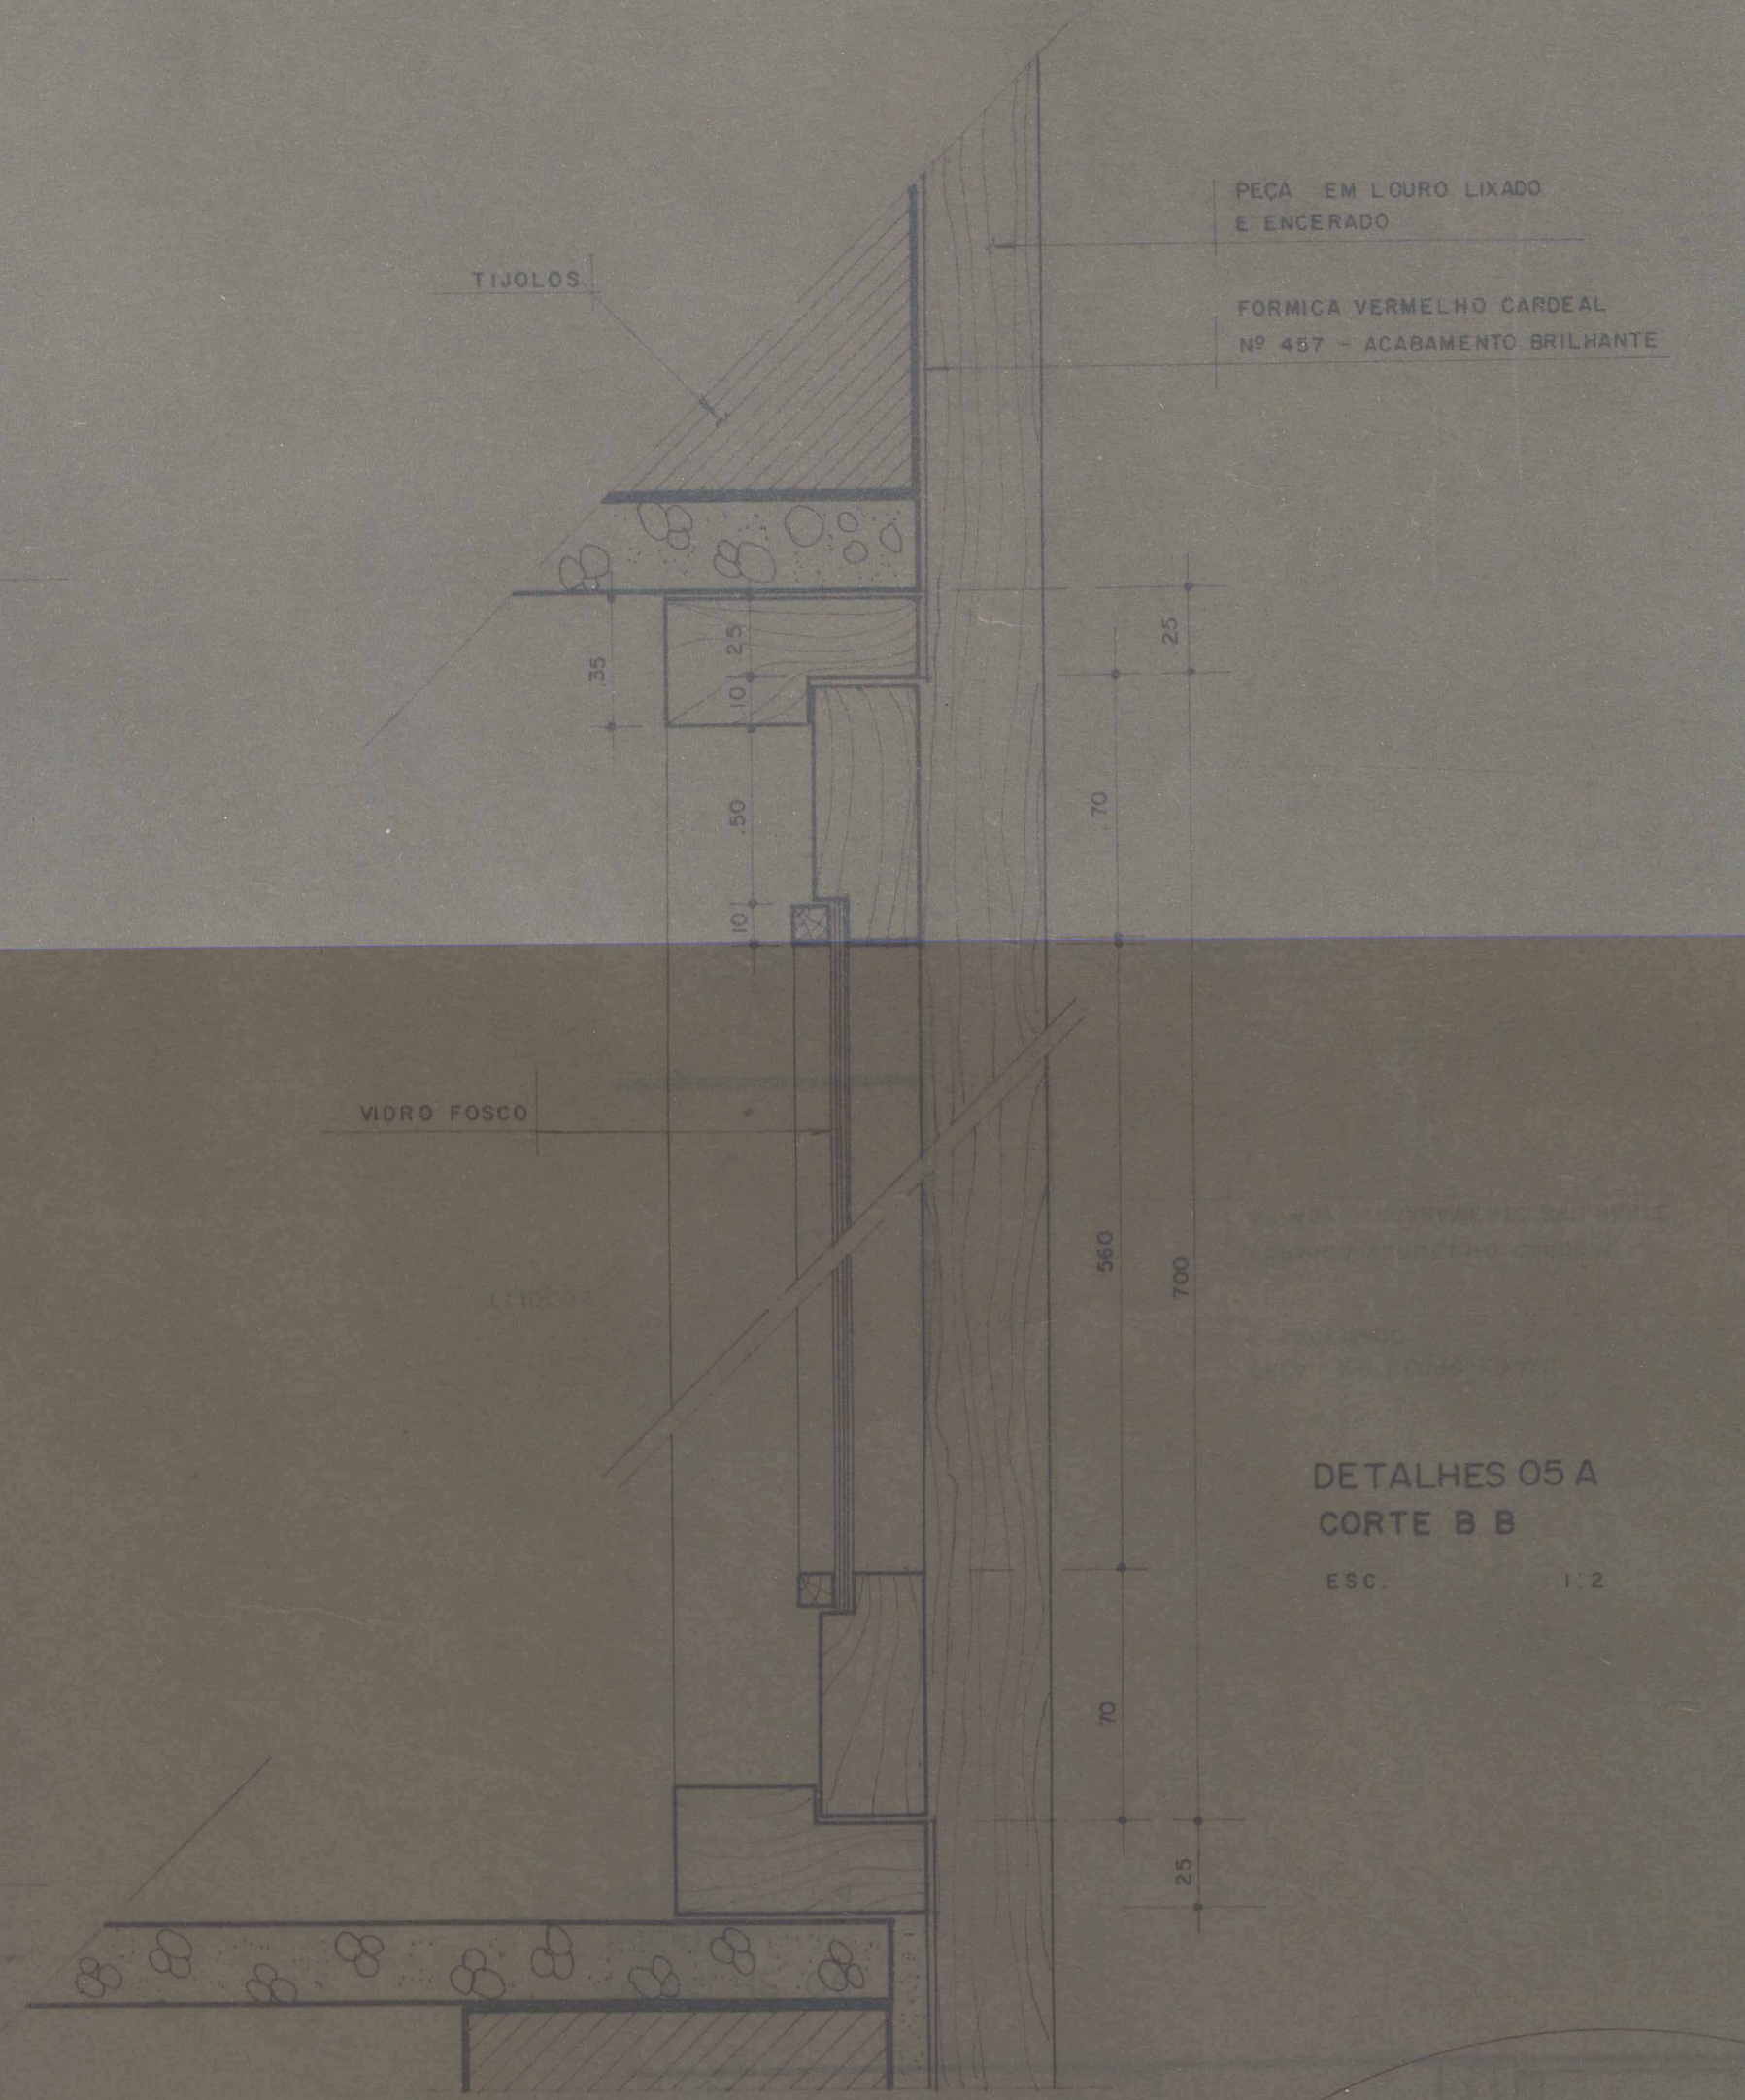 PEÇA EM LOURO LIXADO
E ENCERADO
TIJOLOS
FORMICA VERMELHO CARDEAL
Nº 457 - ACABAMENTO BRILHANTE
35
25
10
25
50
70
10
VIDRO FOSCO
560
700
DETALHES 05 A
CORTE B B
ESC. 1:2
70
25